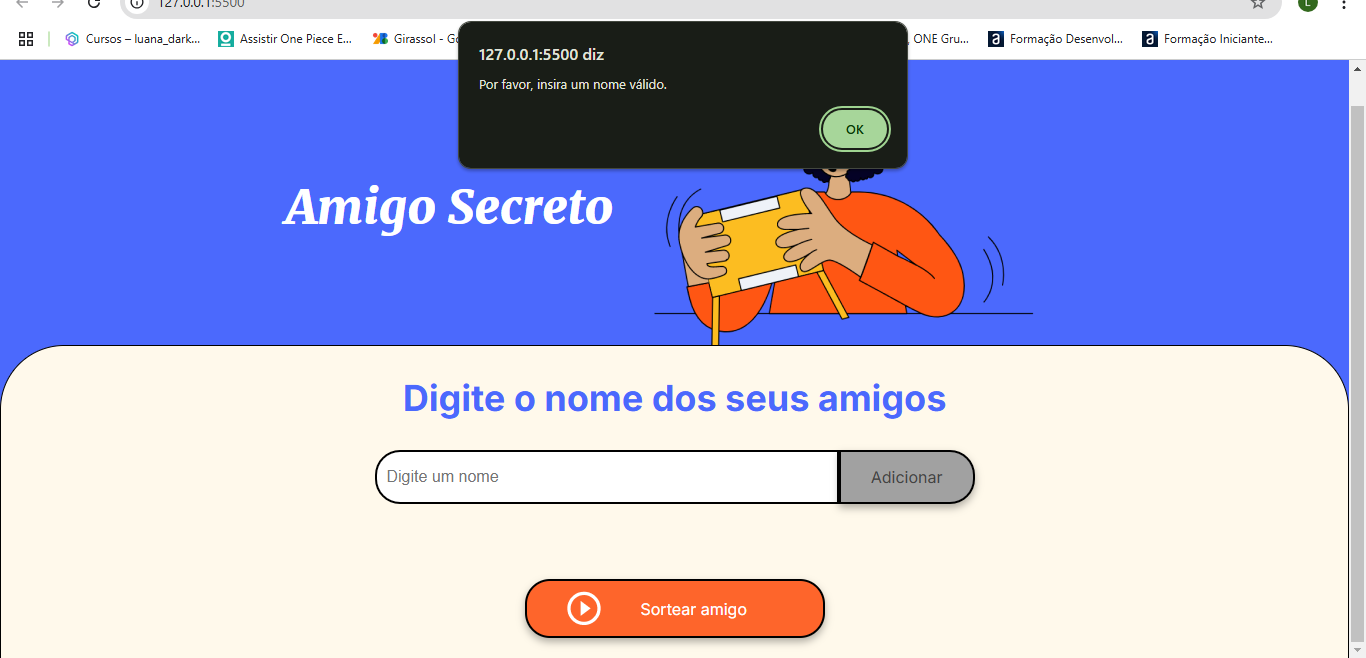 127.0.0.1:5500
L
Cursos – luana_dark...
Assistir One Piece E...
Girassol - Go
, ONE Gru...
Formação Desenvol...
Formação Iniciante...
127.0.0.1:5500 diz
Por favor, insira um nome válido.
OK
Amigo Secreto
Digite o nome dos seus amigos
Digite um nome
Adicionar
Sortear amigo